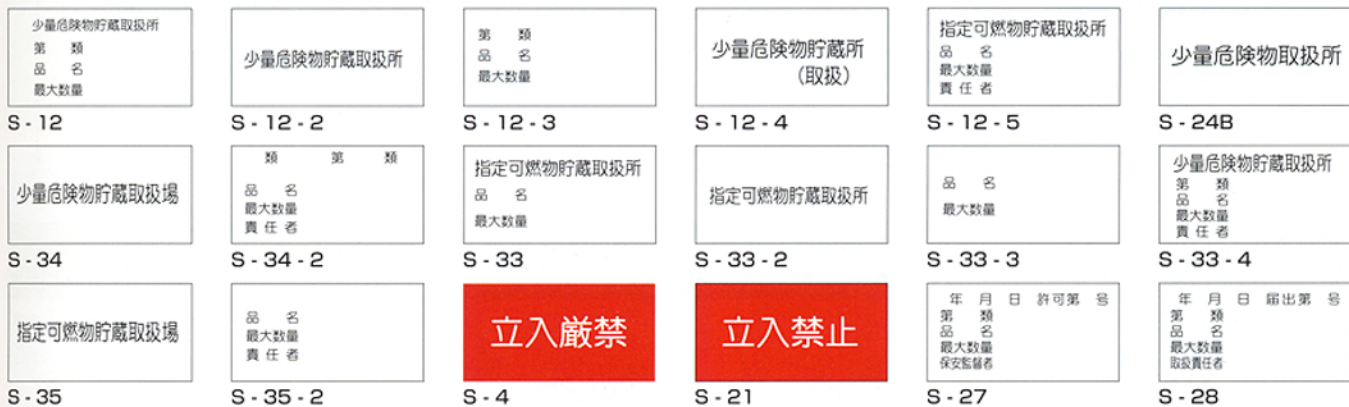 少量危険物貯蔵取扱所
第 類
品 名
最大数量
S-12
少量危険物貯蔵取扱所
S-12-2
第 類
品 名
最大数量
S-12-3
少量危険物貯蔵所
(取扱)
S-12-4
指定可燃物貯蔵取扱所
品 名
最大数量
責任者
S-12-5
少量危険物取扱所
S-24B
少量危険物貯蔵取扱場
S-34
類 第 類
品 名
最大数量
責任者
S-34-2
指定可燃物貯蔵取扱所
品 名
最大数量
S-33
指定可燃物貯蔵取扱所
S-33-2
品 名
最大数量
S-33-3
少量危険物貯蔵取扱所
第 類
品 名
最大数量
責任者
S-33-4
指定可燃物貯蔵取扱場
S-35
品 名
最大数量
責任者
S-35-2
立入厳禁
S-4
立入禁止
S-21
年 月 日 許可第 号
第 類
品 名
最大数量
保安監督者
S-27
年 月 日 届出第 号
第 類
品 名
最大数量
取扱責任者
S-28